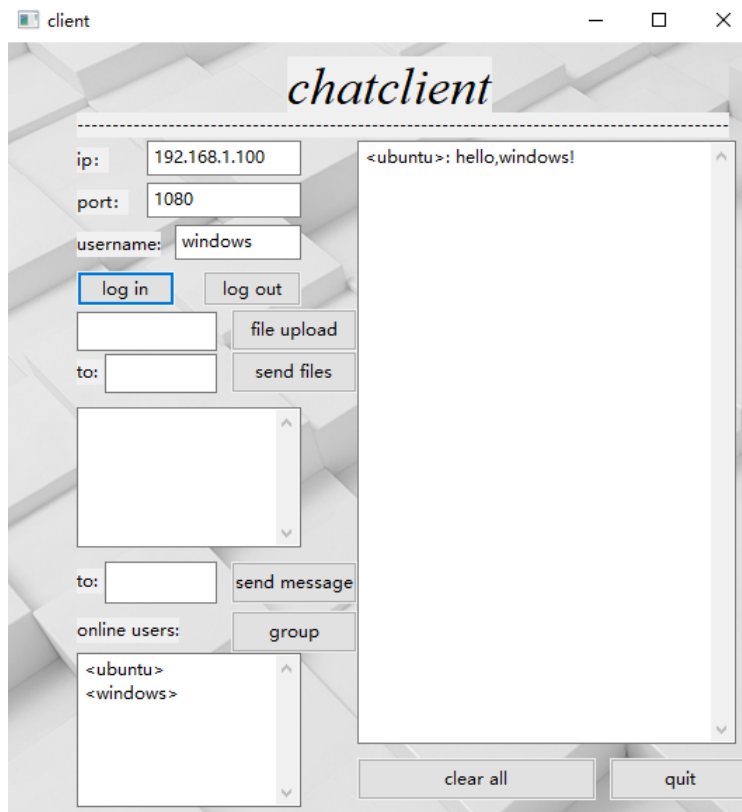 client
chatclient
--------------------------------------------------------------------------------
ip:
192.168.1.100
port:
1080
username:
windows
log in
log out
file upload
to:
send files
to:
send message
online users:
group
<ubuntu>
<windows>
<ubuntu>: hello,windows!
clear all
quit